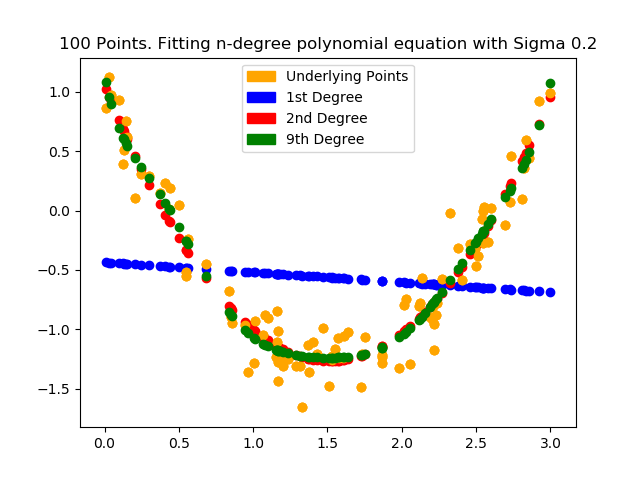 100 Points. Fitting n-degree polynomial equation with Sigma 0.2
Underlying Points
1st Degree
2nd Degree
9th Degree
1.0
0.5
0.0
−0.5
−1.0
−1.5
0.0 0.5 1.0 1.5 2.0 2.5 3.0